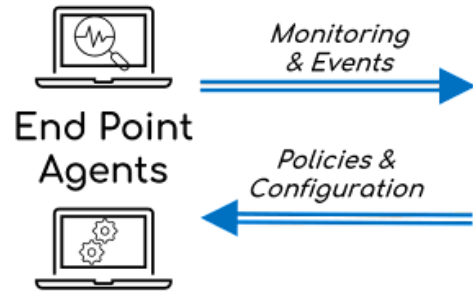 Monitoring
& Events
End Point
Agents
Policies &
Configuration